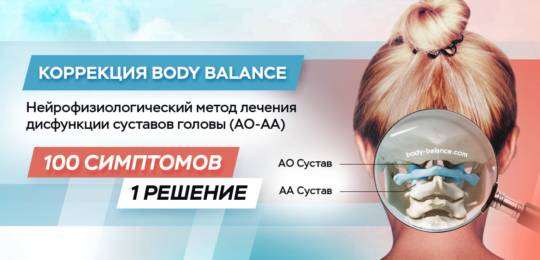 КОРРЕКЦИЯ BODY BALANCE
Нейрофизиологический метод лечения
дисфункции суставов головы (АО-АА)
100 СИМПТОМОВ
1 РЕШЕНИЕ
body-balance.com
АО Сустав
АА Сустав